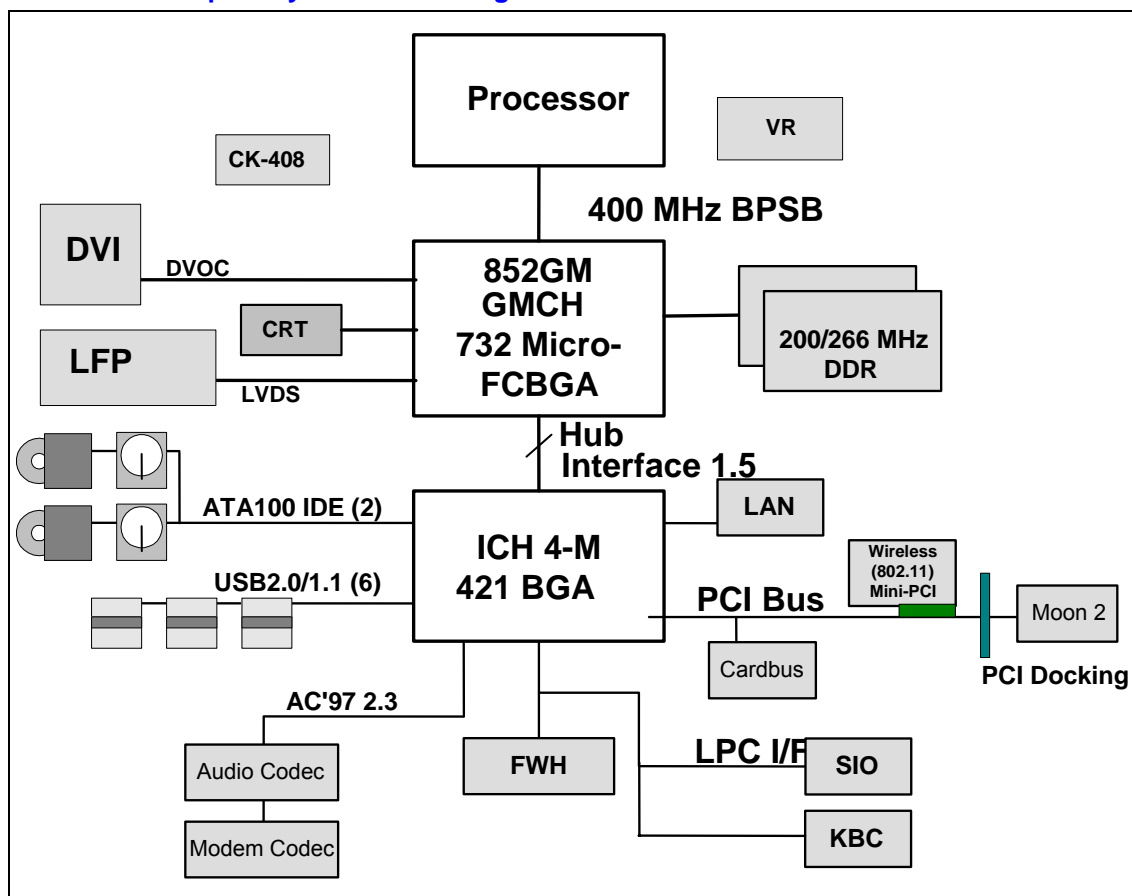 Processor
VR
CK-408
400 MHz BPSB
DVI
DVOC
852GM
GMCH
732 Micro-
FCBGA
CRT
200/266 MHz
DDR
LFP
LVDS
Hub
Interface 1.5
ATA100 IDE (2)
ICH 4-M
421 BGA
LAN
Wireless
(802.11)
Mini-PCI
USB2.0/1.1 (6)
PCI Bus
Moon 2
Cardbus
PCI Docking
AC'97 2.3
LPC I/F
Audio Codec
FWH
SIO
Modem Codec
KBC